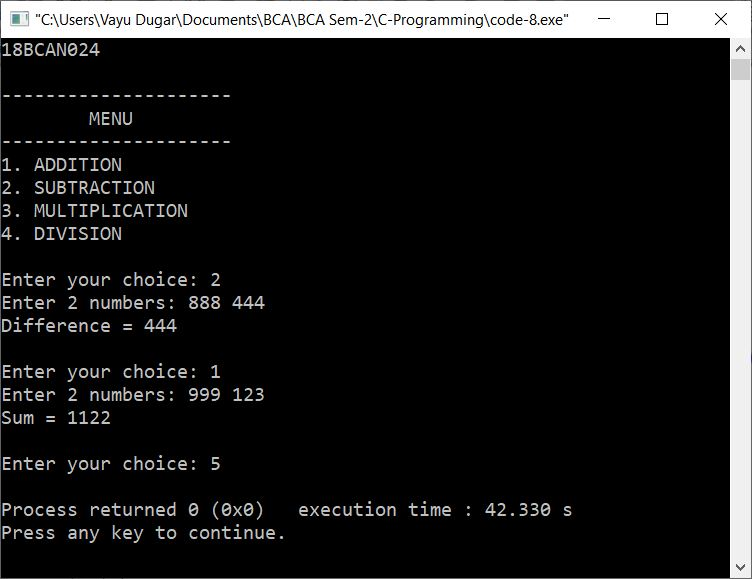 "C:\Users\Vayu Dugar\Documents\BCA\BCA Sem-2\C-Programming\code-8.exe"
18BCAN024
---------------------
        MENU
---------------------
1. ADDITION
2. SUBTRACTION
3. MULTIPLICATION
4. DIVISION
Enter your choice: 2
Enter 2 numbers: 888 444
Difference = 444
Enter your choice: 1
Enter 2 numbers: 999 123
Sum = 1122
Enter your choice: 5
Process returned 0 (0x0)   execution time : 42.330 s
Press any key to continue.